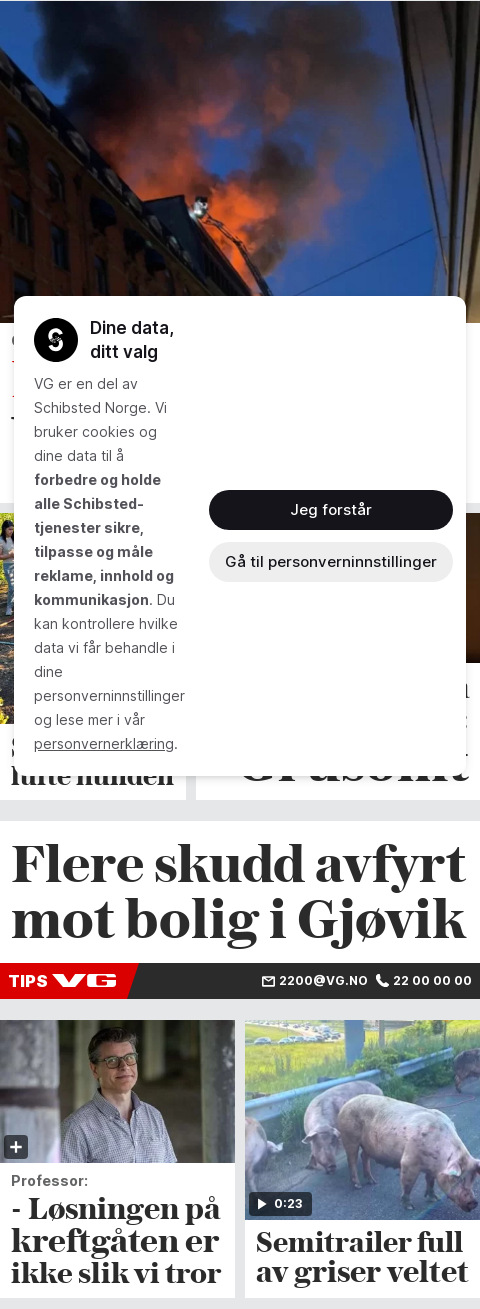 Dine data,
ditt valg
VG er en del av
Schibsted Norge. Vi
bruker cookies og
dine data til å
forbedre og holde
alle Schibsted-
tjenester sikre,
tilpasse og måle
reklame, innhold og
kommunikasjon. Du
kan kontrollere hvilke
data vi får behandle i
dine
personverninnstillinger
og lese mer i vår
personvernerklæring.
Jeg forstår
Gå til personverninnstillinger
lufte hunden
Flere skudd avfyrt
mot bolig i Gjøvik
TIPS VG 2200@VG.NO 22 00 00 00
Professor:
- Løsningen på
kreftgåten er
ikke slik vi tror
0:23
Semitrailer full
av griser veltet